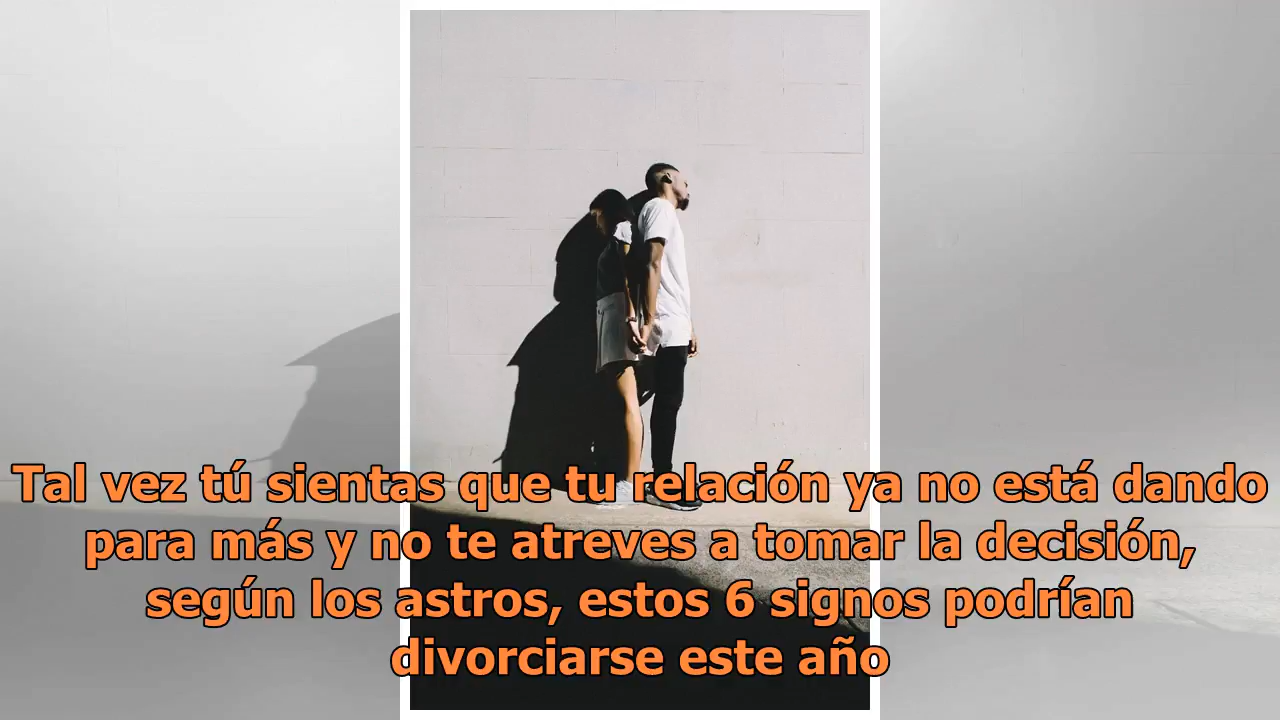 Tal vez tú sientas que tu relación ya no está dando
para más y no te atreves a tomar la decisión,
según los astros, estos 6 signos podrían
divorciarse este año